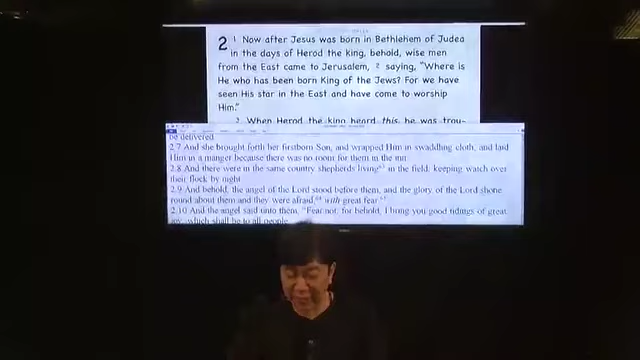 2 1 Now after Jesus was born in Bethlehem of Judea
in the days of Herod the king, behold, wise men
from the East came to Jerusalem, 2 saying, "Where is
He who has been born King of the Jews? For we have
seen His star in the East and have come to worship
Him."
3 When Herod the king heard this, he was trou-
be delivered
2.7 And she brought forth her firstborn Son, and wrapped Him in swaddling cloth, and laid
Him in a manger because there was no room for them in the inn
2.8 And there were in the same country shepherds living in the field, keeping watch over
their flock by night
2.9 And behold, the angel of the Lord stood before them, and the glory of the Lord shone
round about them and they were afraid, with great fear
2.10 And the angel said unto them, "Fear not, for behold, I bring you good tidings of great
joy, which shall be to all people